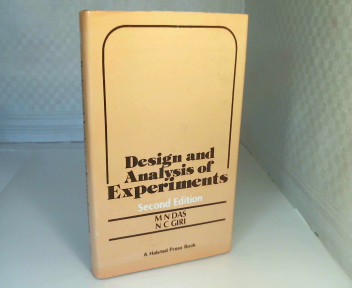 Design and
Analysis of
Experiments
Second Edition
M N DAS
N C GIRI
A Halsted Press Book